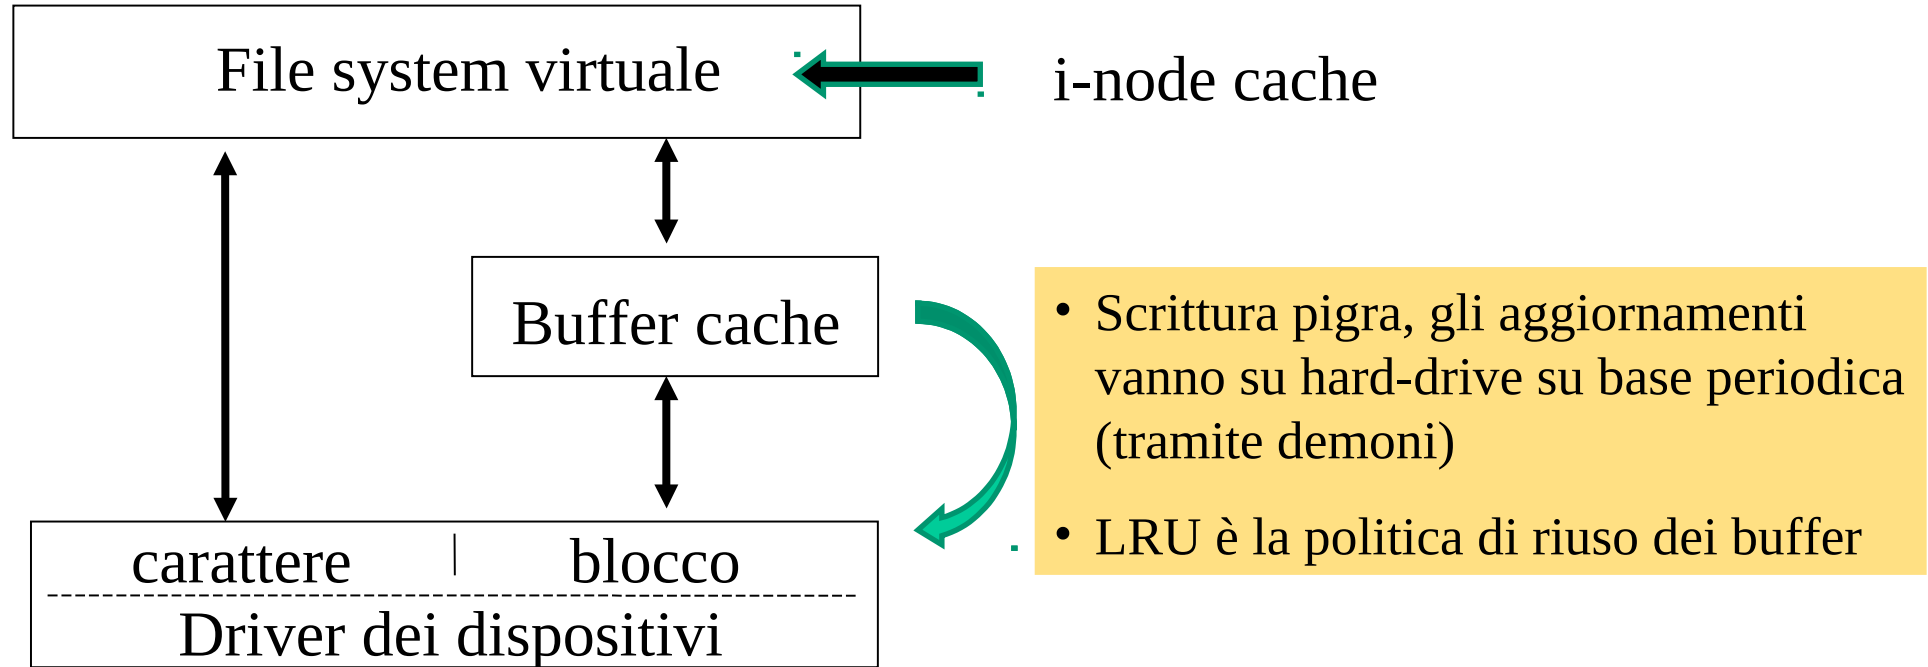 File system virtuale
i-node cache
Buffer cache
• Scrittura pigra, gli aggiornamenti
vanno su hard-drive su base periodica
(tramite demoni)
• LRU è la politica di riuso dei buffer
carattere | blocco
Driver dei dispositivi